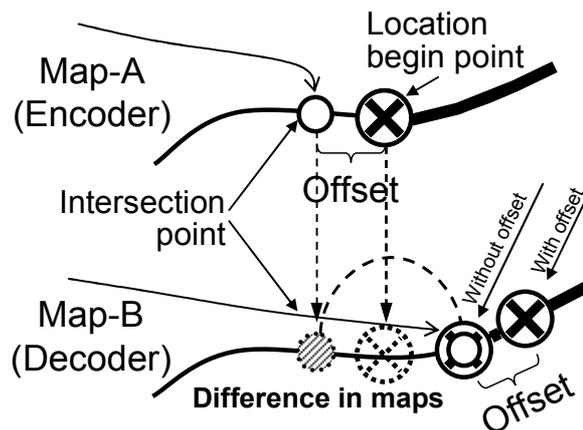 Location
begin point
Map-A
(Encoder)
Offset
Intersection
point
Without offset
With offset
Map-B
(Decoder)
Difference in maps
Offset